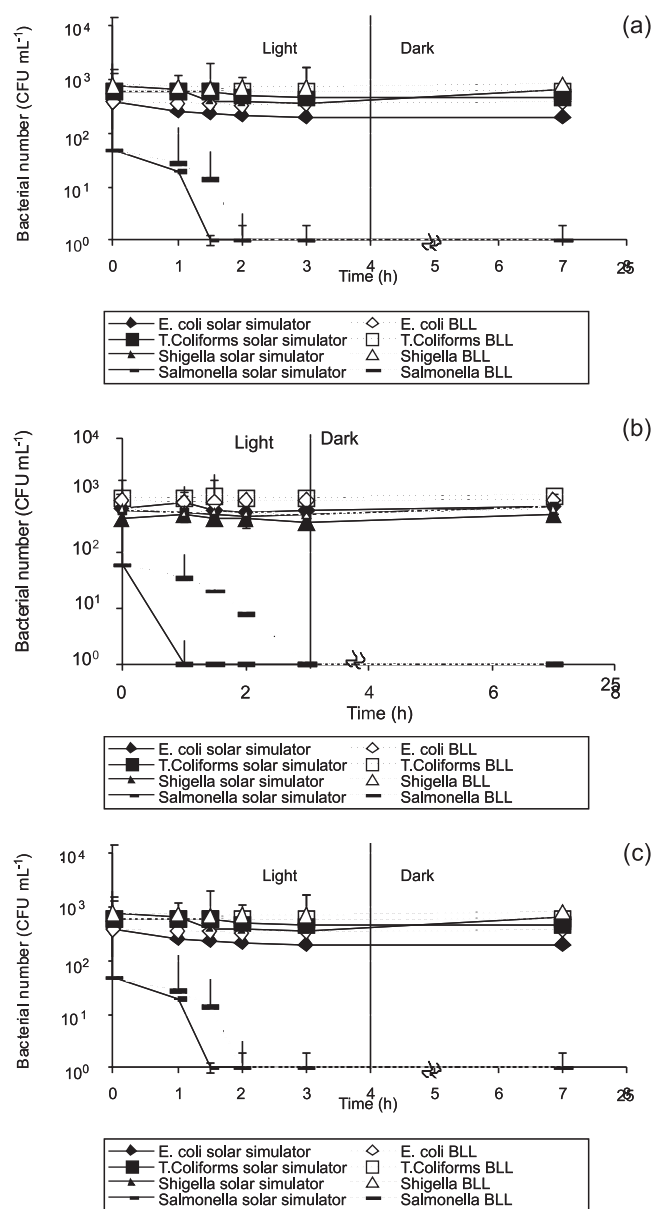 (a)
Bacterial number (CFU mL-1)
10⁴
10³
10²
10¹
10⁰
Light Dark
0 1 2 3 4 5 6 7 8 25
Time (h)
E. coli solar simulator E. coli BLL
T.Coliforms solar simulator T.Coliforms BLL
Shigella solar simulator Shigella BLL
Salmonella solar simulator Salmonella BLL
(b)
Bacterial number (CFU mL-1)
10⁴
10³
10²
10¹
10⁰
Light Dark
0 2 4 6 8 25
Time (h)
E. coli solar simulator E. coli BLL
T.Coliforms solar simulator T.Coliforms BLL
Shigella solar simulator Shigella BLL
Salmonella solar simulator Salmonella BLL
(c)
Bacterial number (CFU mL-1)
10⁴
10³
10²
10¹
10⁰
Light Dark
0 1 2 3 4 5 6 7 8 25
Time (h)
E. coli solar simulator E. coli BLL
T.Coliforms solar simulator T.Coliforms BLL
Shigella solar simulator Shigella BLL
Salmonella solar simulator Salmonella BLL